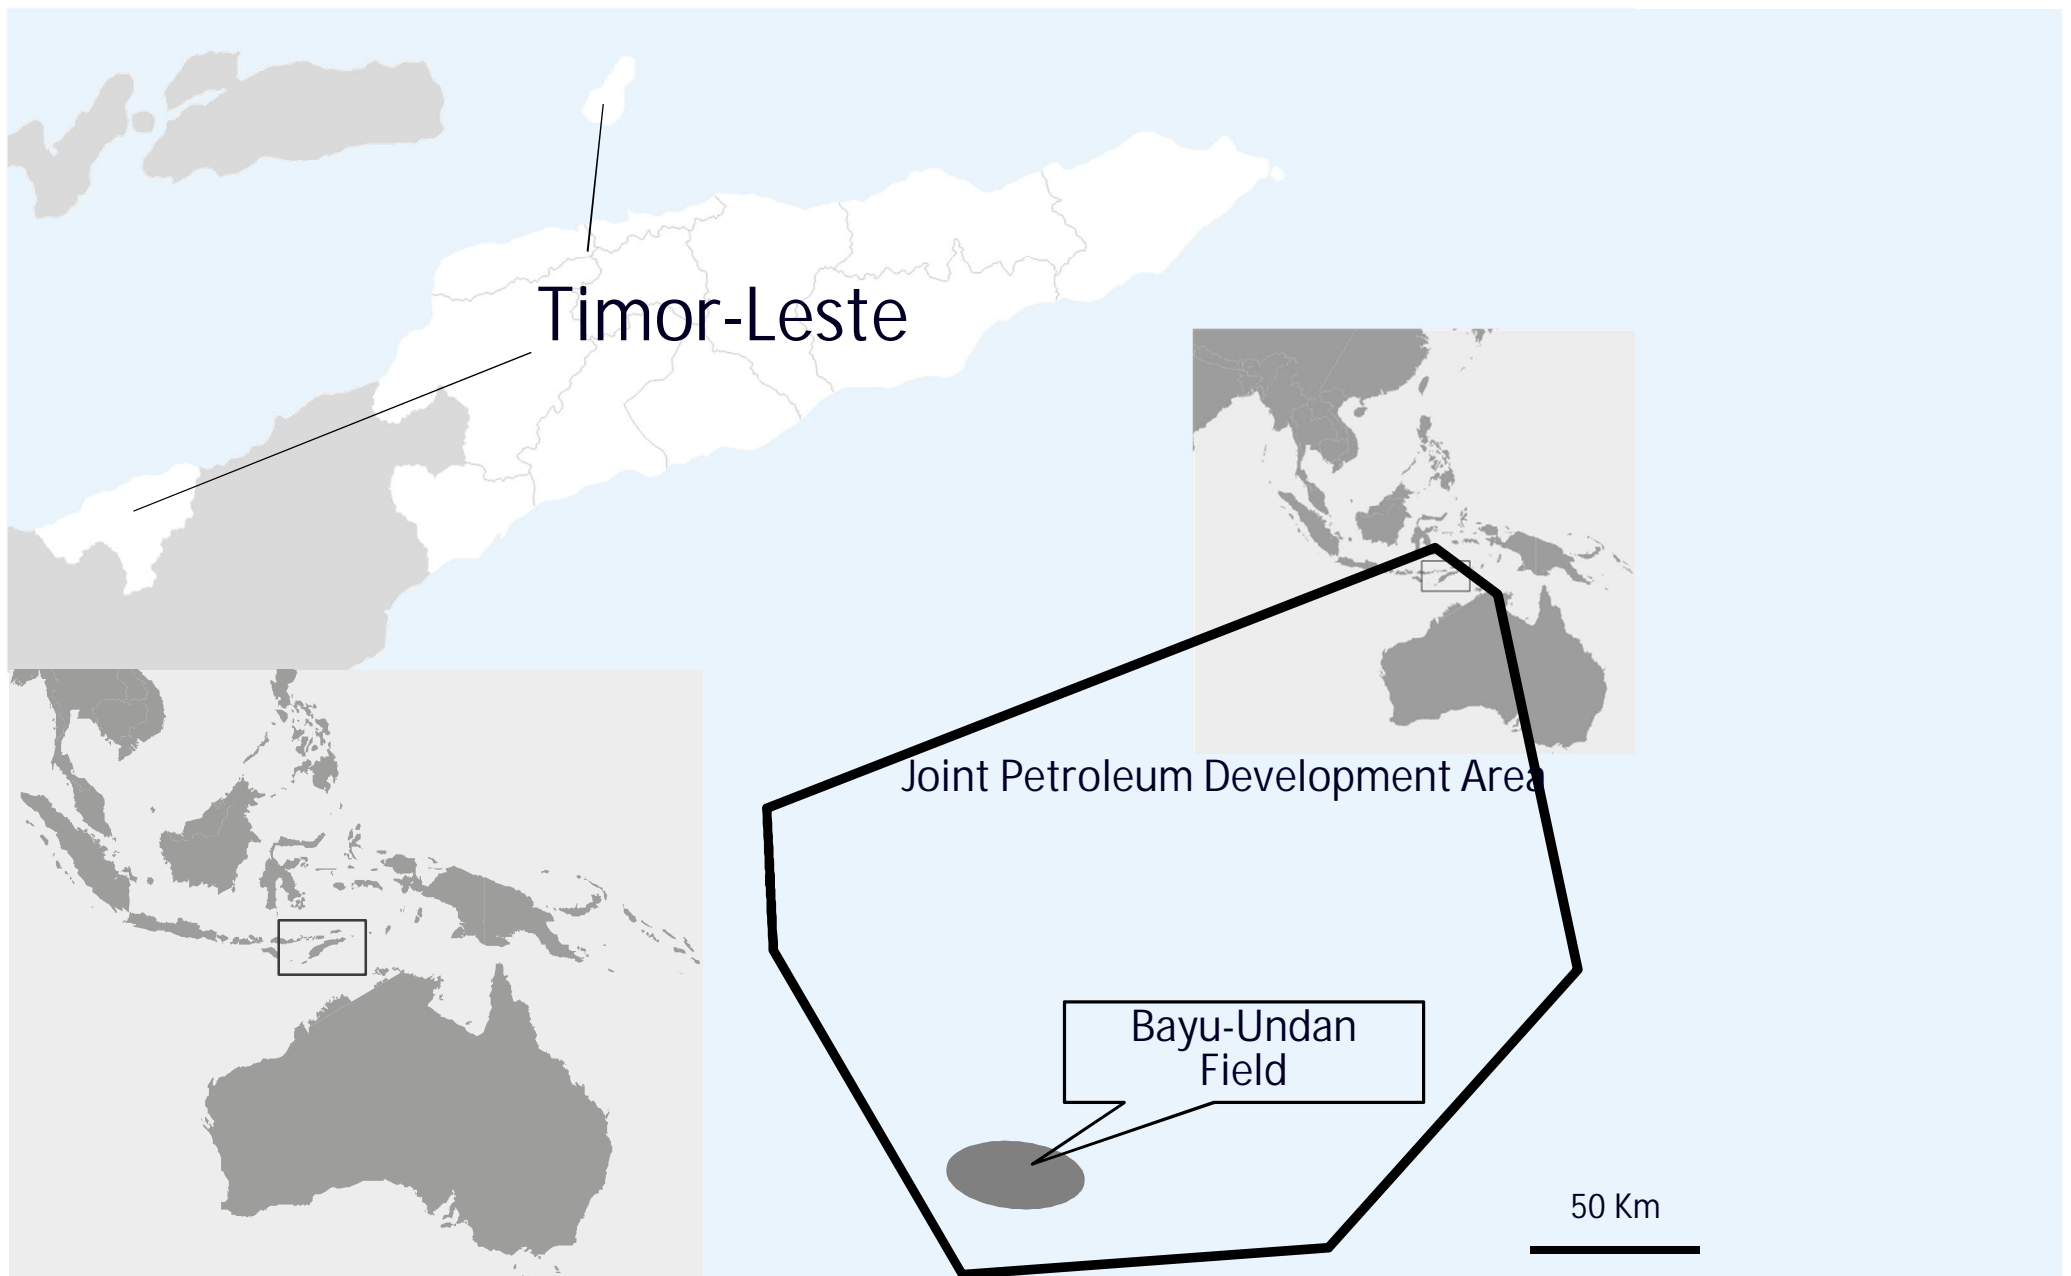 Timor-Leste
Joint Petroleum Development Area
Bayu-Undan
Field
50 Km